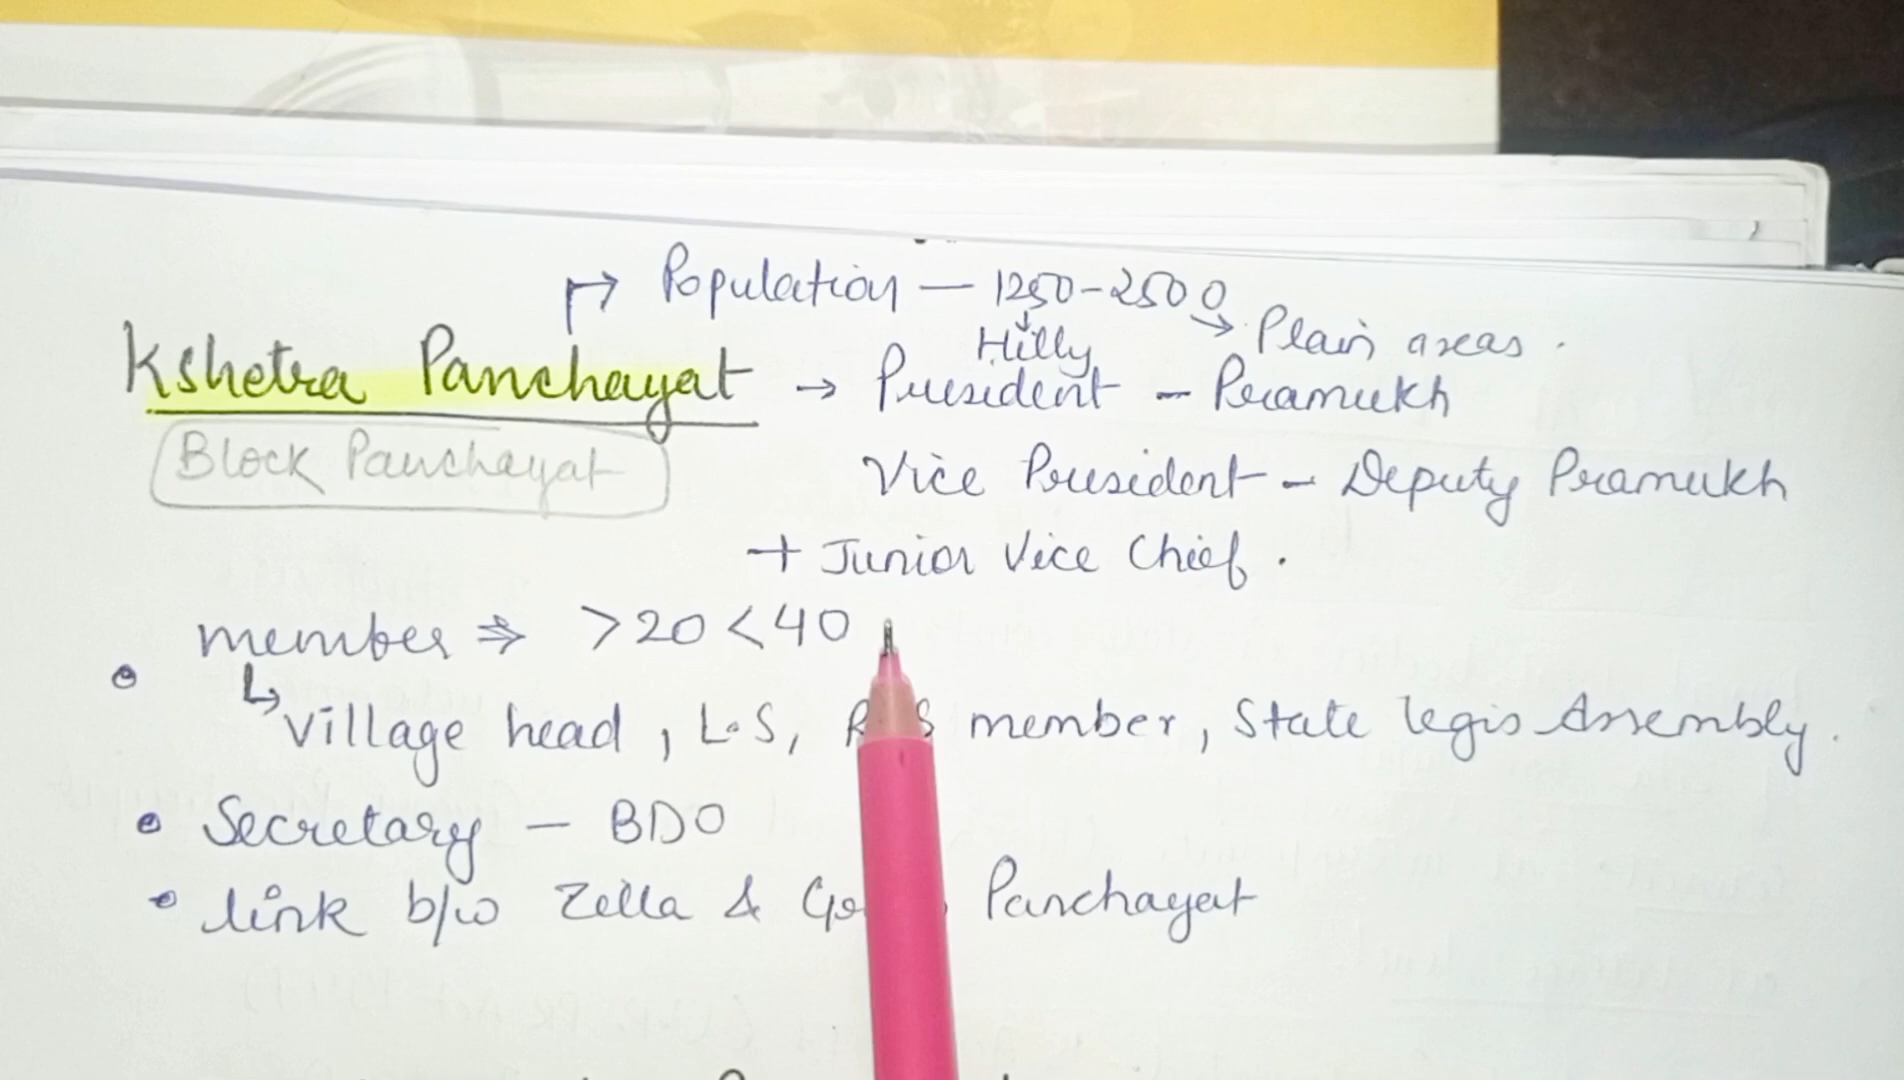 → Population – 1250-2500
Hilly → Plain areas.
Kshetra Panchayat → President – Pramukh
Block Panchayat
Vice President – Deputy Pramukh
+ Junior Vice Chief.
member ⇒ >20<40
↳ Village head, L.S, member, State legis Assembly.
• Secretary – BDO
• link b/w Zilla & Panchayat